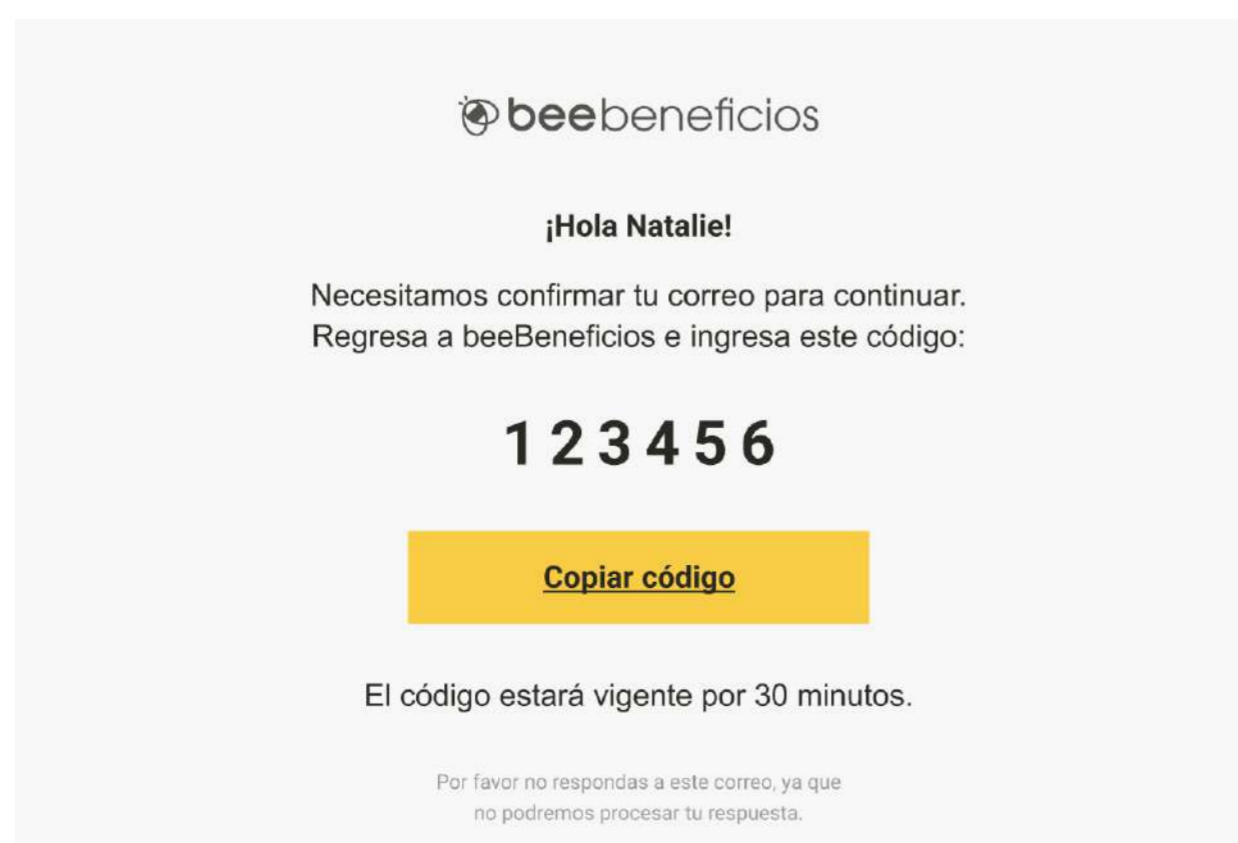 beebeneficios
¡Hola Natalie!
Necesitamos confirmar tu correo para continuar.
Regresa a beeBeneficios e ingresa este código:
1 2 3 4 5 6
Copiar código
El código estará vigente por 30 minutos.
Por favor no respondas a este correo, ya que
no podremos procesar tu respuesta.